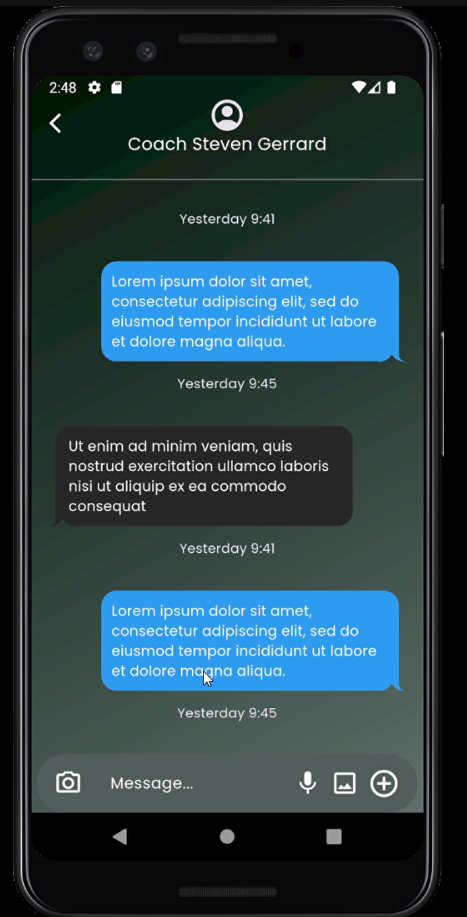 2:48
Coach Steven Gerrard
Yesterday 9:41
Lorem ipsum dolor sit amet,
consectetur adipiscing elit, sed do
eiusmod tempor incididunt ut labore
et dolore magna aliqua.
Yesterday 9:45
Ut enim ad minim veniam, quis
nostrud exercitation ullamco laboris
nisi ut aliquip ex ea commodo
consequat
Yesterday 9:41
Lorem ipsum dolor sit amet,
consectetur adipiscing elit, sed do
eiusmod tempor incididunt ut labore
et dolore magna aliqua.
Yesterday 9:45
Message...